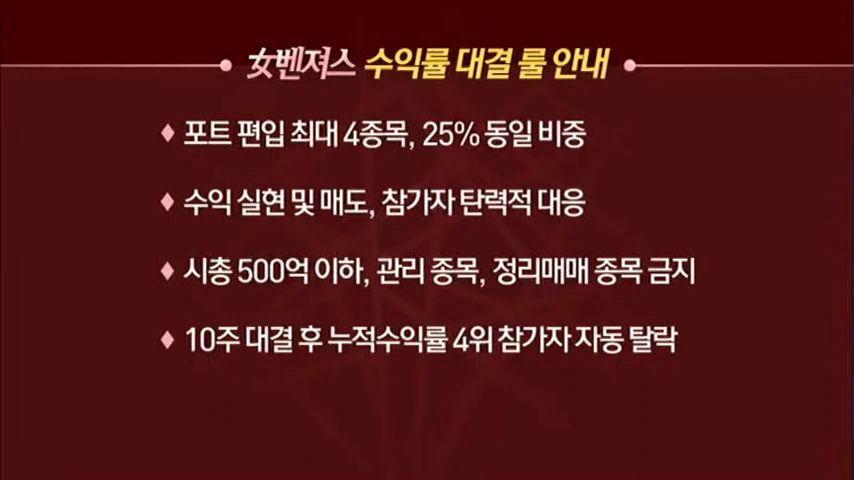 女벤져스 수익률 대결 룰 안내
♦ 포트 편입 최대 4종목, 25% 동일 비중
♦ 수익 실현 및 매도, 참가자 탄력적 대응
♦ 시총 500억 이하, 관리 종목, 정리매매 종목 금지
♦ 10주 대결 후 누적수익률 4위 참가자 자동 탈락